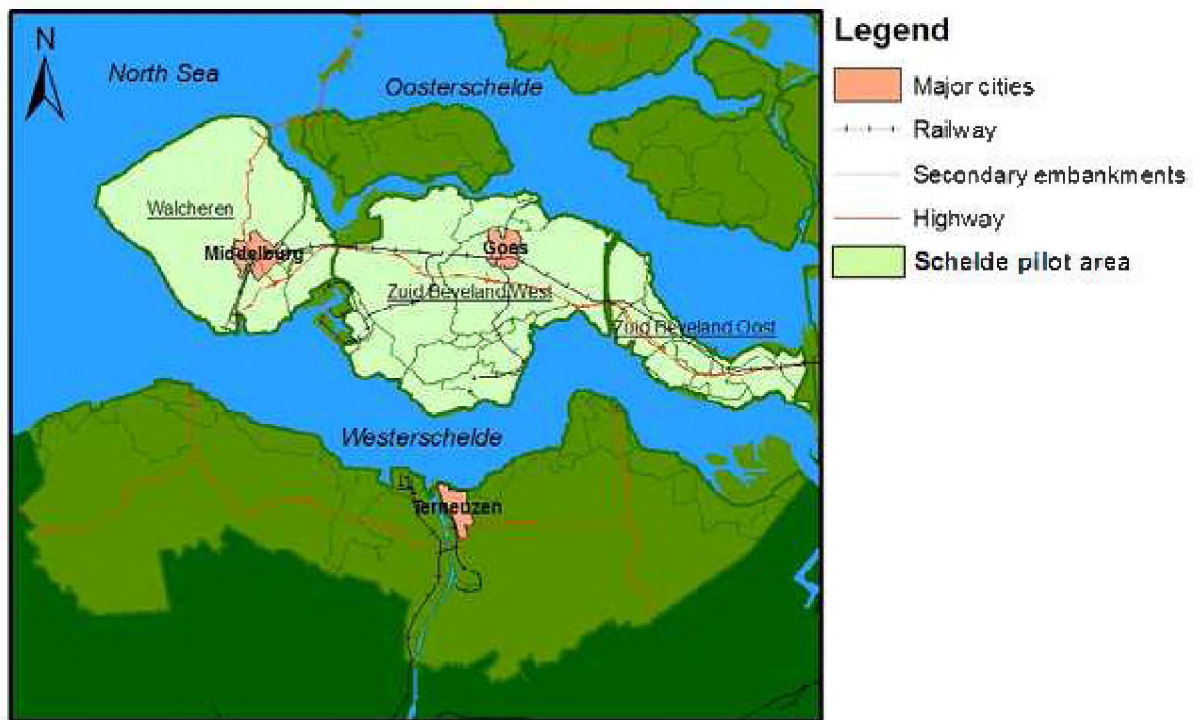 N
North Sea
Oosterschelde
Walcheren
Middelburg
Goes
Zuid Beveland West
Zuid Beveland Oost
Westerschelde
Terneuzen
Legend
Major cities
Railway
Secondary embankments
Highway
Schelde pilot area